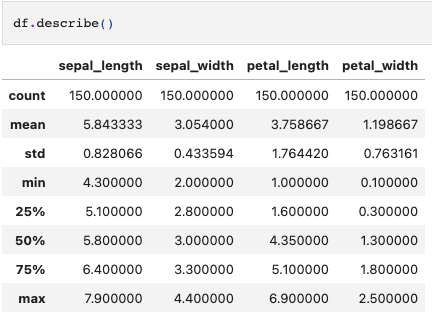 df.describe()
sepal_length sepal_width petal_length petal_width
count 150.000000 150.000000 150.000000 150.000000
mean 5.843333 3.054000 3.758667 1.198667
std 0.828066 0.433594 1.764420 0.763161
min 4.300000 2.000000 1.000000 0.100000
25% 5.100000 2.800000 1.600000 0.300000
50% 5.800000 3.000000 4.350000 1.300000
75% 6.400000 3.300000 5.100000 1.800000
max 7.900000 4.400000 6.900000 2.500000